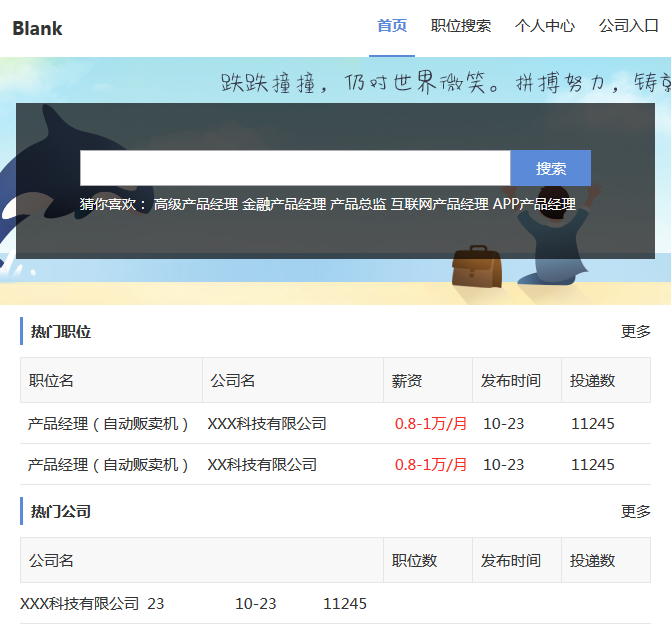 Blank 首页 职位搜索 个人中心 公司入口
跌跌撞撞，仍对世界微笑。拼搏努力，铸
搜索
猜你喜欢： 高级产品经理 金融产品经理 产品总监 互联网产品经理 APP产品经理
热门职位 更多
职位名 公司名 薪资 发布时间 投递数
产品经理（自动贩卖机） XXX科技有限公司 0.8-1万/月 10-23 11245
产品经理（自动贩卖机） XX科技有限公司 0.8-1万/月 10-23 11245
热门公司 更多
公司名 职位数 发布时间 投递数
XXX科技有限公司 23 10-23 11245